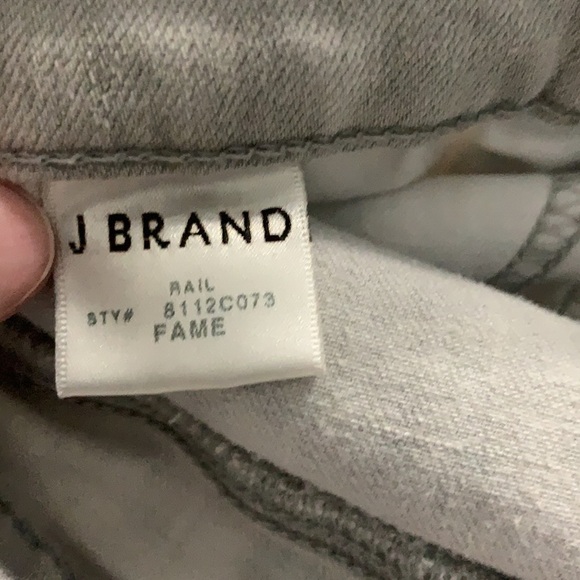 J BRAND
RAIL
STY# 8112C073
FAME